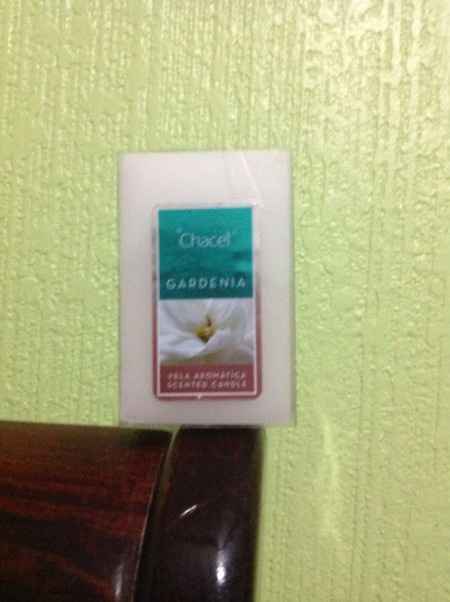 "Chacel"
GARDENIA
VELA AROMÁTICA
SCENTED CANDLE